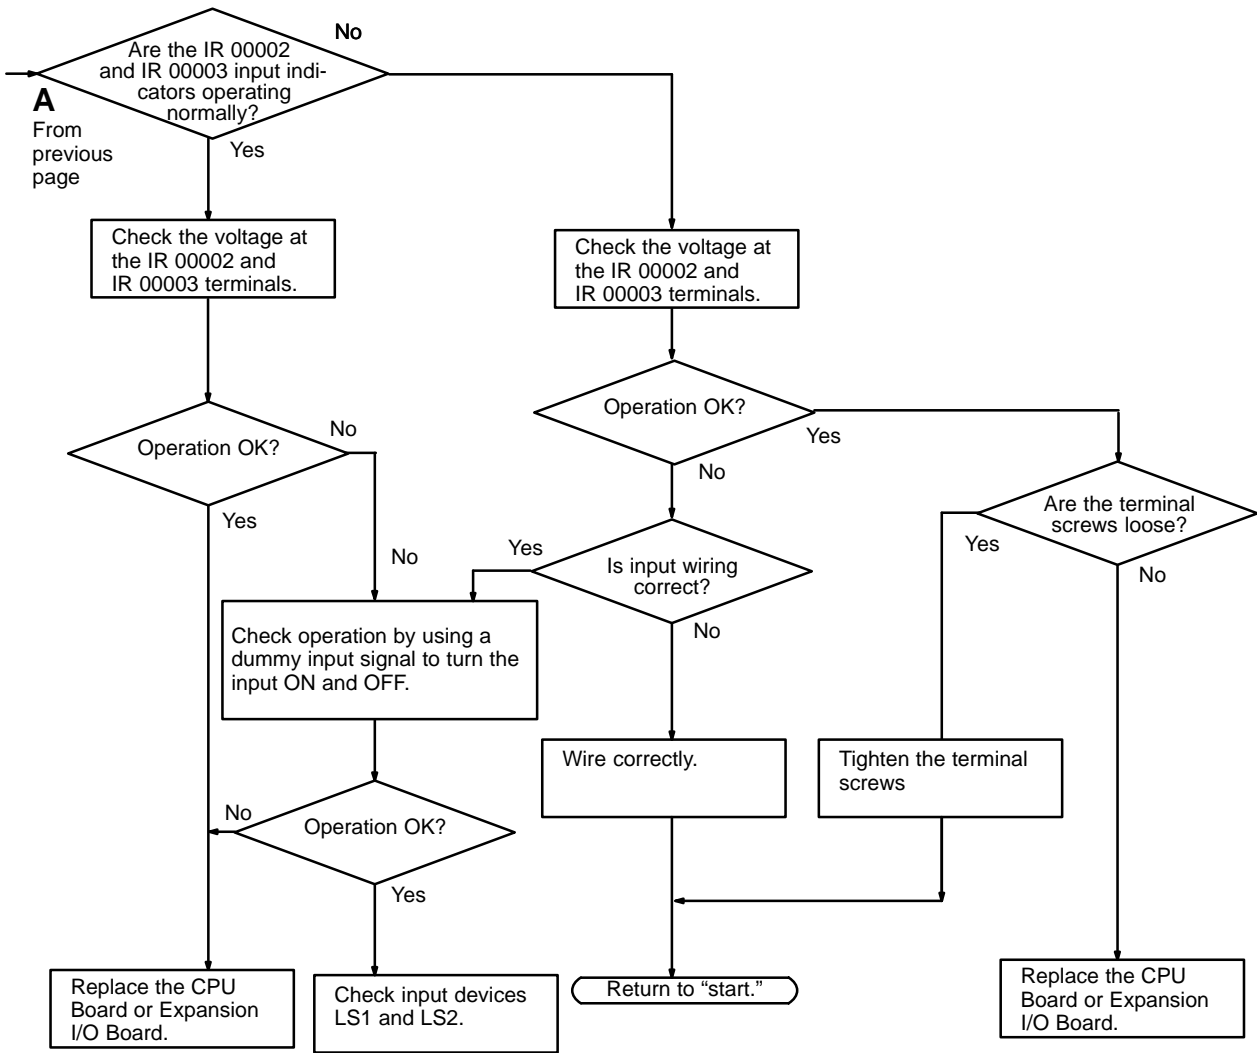 Are the IR 00002
and IR 00003 input indi-
cators operating
normally?
No
A
From
previous
page
Yes
Check the voltage at
the IR 00002 and
IR 00003 terminals.
Check the voltage at
the IR 00002 and
IR 00003 terminals.
Operation OK?
No
Yes
Operation OK?
Yes
No
Are the terminal
screws loose?
Yes
No
No
Yes
Is input wiring
correct?
No
Check operation by using a
dummy input signal to turn the
input ON and OFF.
Wire correctly.
Tighten the terminal
screws
No
Operation OK?
Yes
Replace the CPU
Board or Expansion
I/O Board.
Check input devices
LS1 and LS2.
Return to “start.”
Replace the CPU
Board or Expansion
I/O Board.